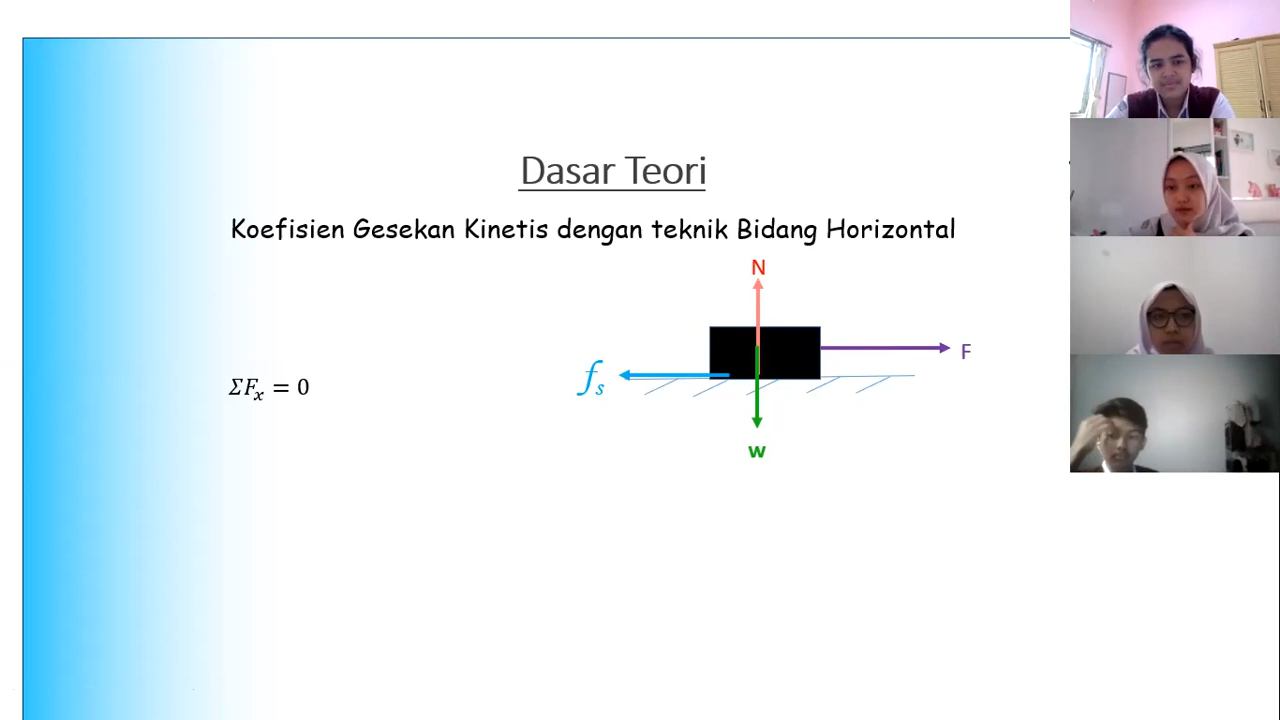 Dasar Teori
Koefisien Gesekan Kinetis dengan teknik Bidang Horizontal
N
F
fₛ
ΣFₓ = 0
w